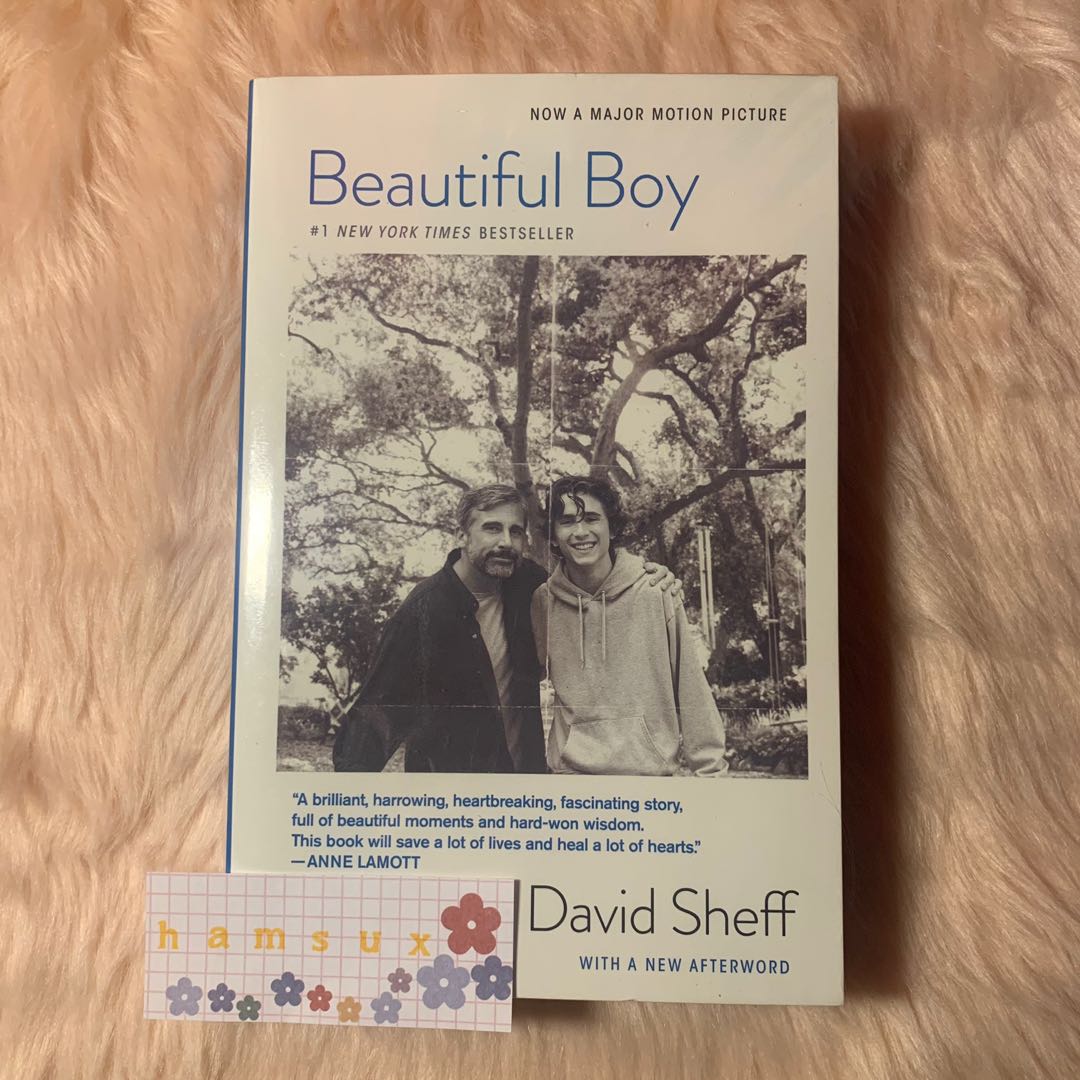 NOW A MAJOR MOTION PICTURE
Beautiful Boy
#1 NEW YORK TIMES BESTSELLER
“A brilliant, harrowing, heartbreaking, fascinating story,
full of beautiful moments and hard-won wisdom.
This book will save a lot of lives and heal a lot of hearts.”
—ANNE LAMOTT
David Sheff
WITH A NEW AFTERWORD
hamsux